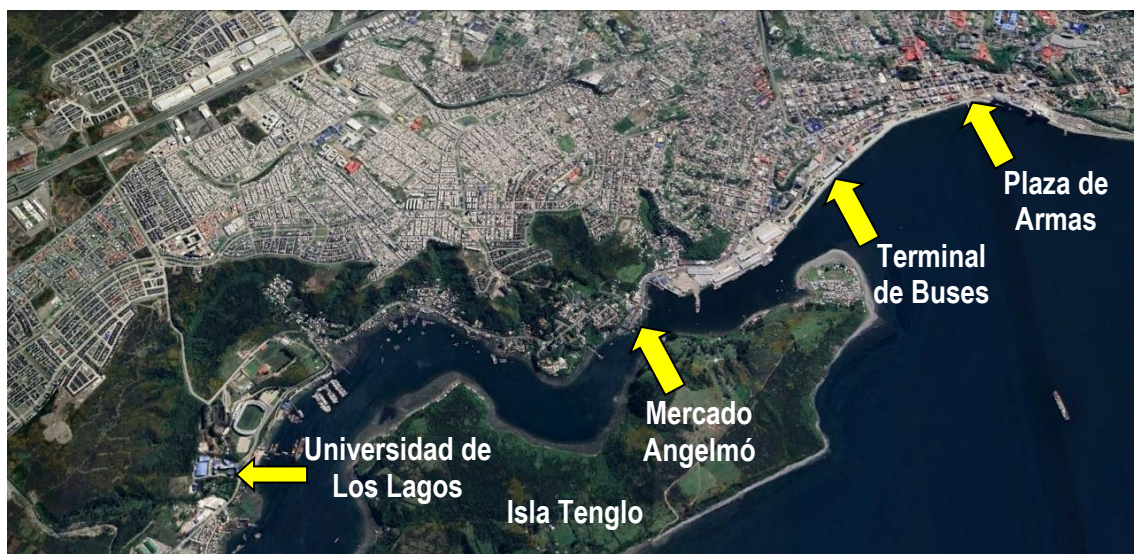 Plaza de
Armas
Terminal
de Buses
Mercado
Angelmó
Universidad de
Los Lagos
Isla Tenglo